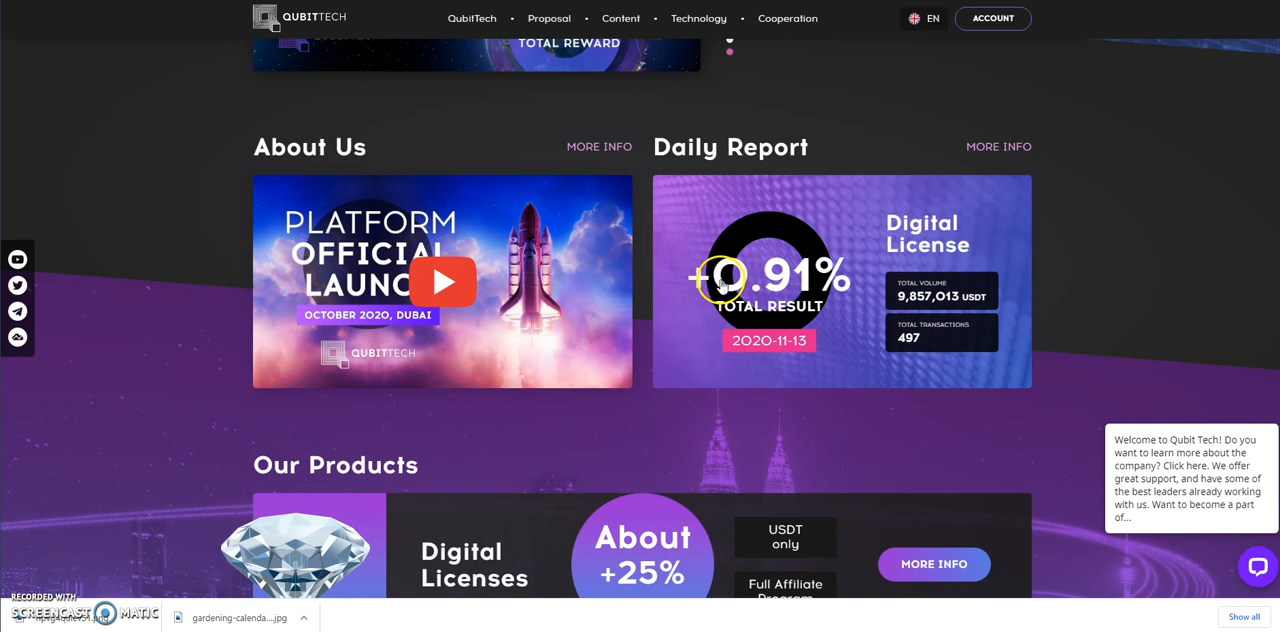 QUBITTECH
QubitTech • Proposal • Content • Technology • Cooperation
EN
ACCOUNT
TOTAL REWARD
About Us
MORE INFO
Daily Report
MORE INFO
PLATFORM
OFFICIAL
LAUNC
OCTOBER 2020, DUBAI
QUBITTECH
+0.91%
TOTAL RESULT
2020-11-13
Digital
License
TOTAL VOLUME
9,857,013 USDT
TOTAL TRANSACTIONS
497
Our Products
Digital
Licenses
About
+25%
USDT
only
Full Affiliate
Program
MORE INFO
Welcome to Qubit Tech! Do you
want to learn more about the
company? Click here. We offer
great support, and have some of
the best leaders already working
with us. Want to become a part
of...
RECORDED WITH
SCREENCAST MATIC
gardening-calenda....jpg
Show all